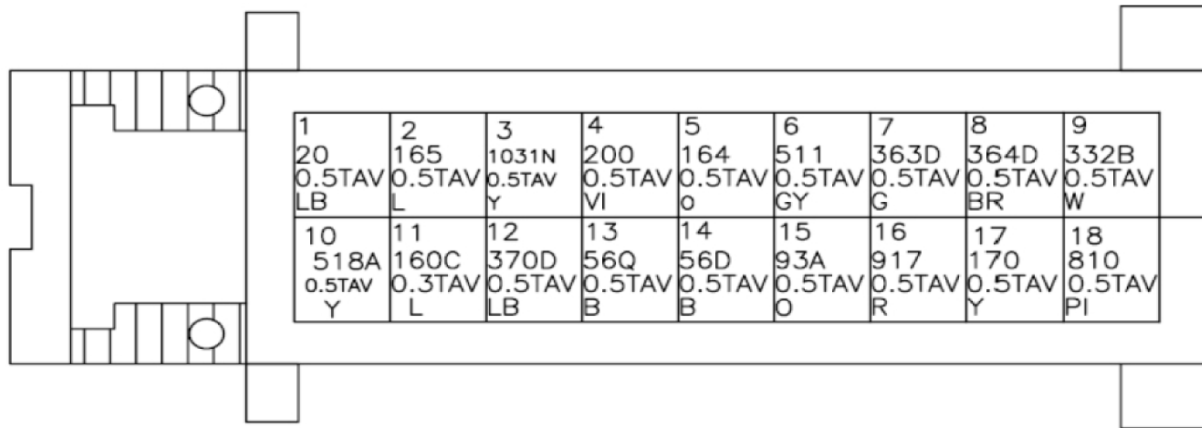 1 2 3 4 5 6 7 8 9
20 165 1031N 200 164 511 363D 364D 332B
0.5TAV 0.5TAV 0.5TAV 0.5TAV 0.5TAV 0.5TAV 0.5TAV 0.5TAV 0.5TAV
LB L Y VI O GY G BR W
10 11 12 13 14 15 16 17 18
518A 160C 370D 56Q 56D 93A 917 170 810
0.5TAV 0.3TAV 0.5TAV 0.5TAV 0.5TAV 0.5TAV 0.5TAV 0.5TAV 0.5TAV
Y L LB B B O R Y PI